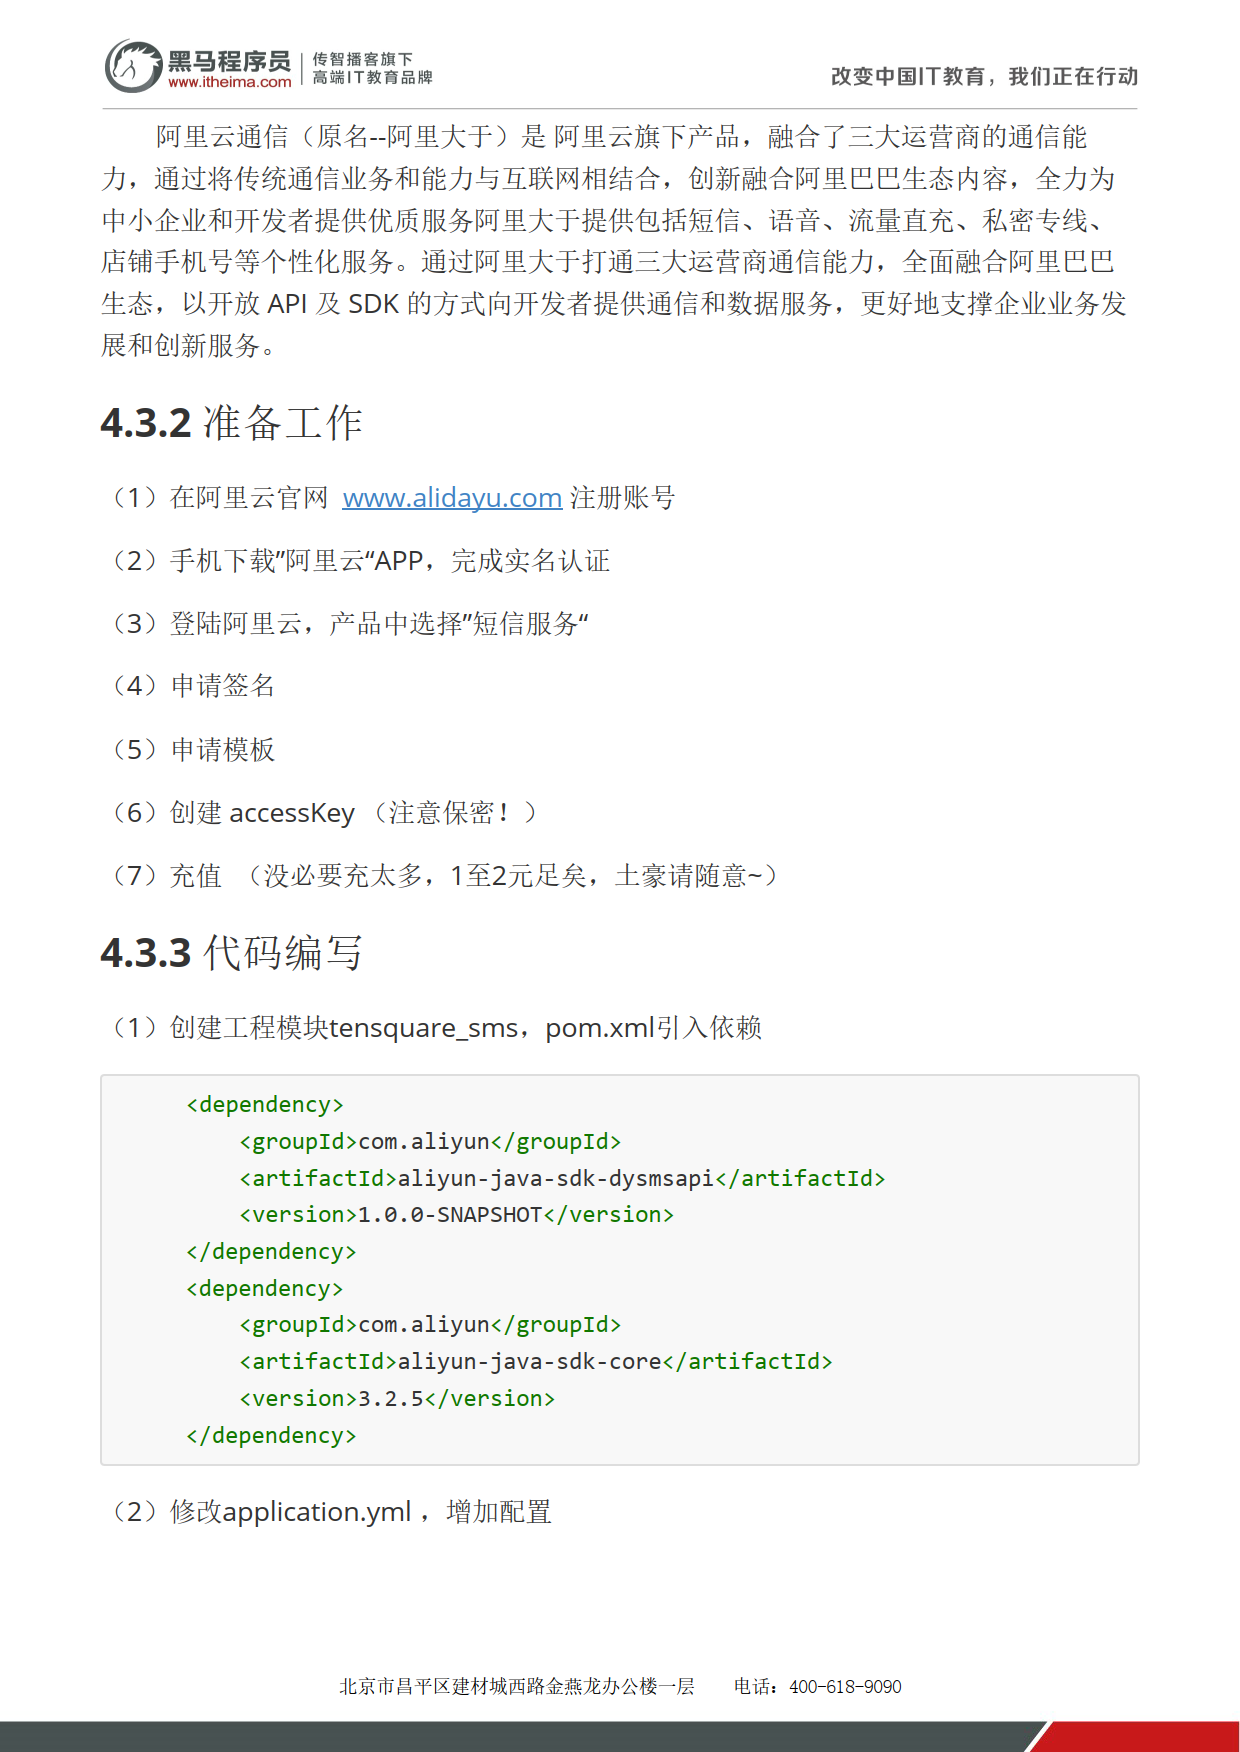 黑马程序员
www.itheima.com
传智播客旗下
高端IT教育品牌
改变中国IT教育，我们正在行动
阿里云通信（原名--阿里大于）是 阿里云旗下产品，融合了三大运营商的通信能
力，通过将传统通信业务和能力与互联网相结合，创新融合阿里巴巴生态内容，全力为
中小企业和开发者提供优质服务阿里大于提供包括短信、语音、流量直充、私密专线、
店铺手机号等个性化服务。通过阿里大于打通三大运营商通信能力，全面融合阿里巴巴
生态，以开放 API 及 SDK 的方式向开发者提供通信和数据服务，更好地支撑企业业务发
展和创新服务。
4.3.2 准备工作
（1）在阿里云官网 www.alidayu.com 注册账号
（2）手机下载”阿里云“APP，完成实名认证
（3）登陆阿里云，产品中选择”短信服务“
（4）申请签名
（5）申请模板
（6）创建 accessKey （注意保密！）
（7）充值 （没必要充太多，1至2元足矣，土豪请随意~）
4.3.3 代码编写
（1）创建工程模块tensquare_sms，pom.xml引入依赖
<dependency>
<groupId>com.aliyun</groupId>
<artifactId>aliyun-java-sdk-dysmsapi</artifactId>
<version>1.0.0-SNAPSHOT</version>
</dependency>
<dependency>
<groupId>com.aliyun</groupId>
<artifactId>aliyun-java-sdk-core</artifactId>
<version>3.2.5</version>
</dependency>
（2）修改application.yml ，增加配置
北京市昌平区建材城西路金燕龙办公楼一层 电话：400-618-9090